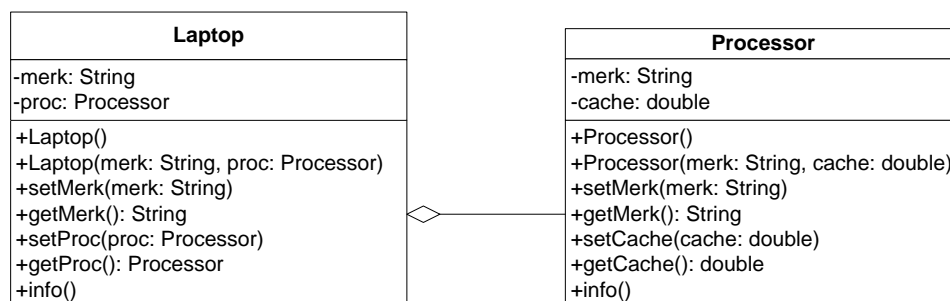 Laptop
-merk: String
-proc: Processor
+Laptop()
+Laptop(merk: String, proc: Processor)
+setMerk(merk: String)
+getMerk(): String
+setProc(proc: Processor)
+getProc(): Processor
+info()
Processor
-merk: String
-cache: double
+Processor()
+Processor(merk: String, cache: double)
+setMerk(merk: String)
+getMerk(): String
+setCache(cache: double)
+getCache(): double
+info()